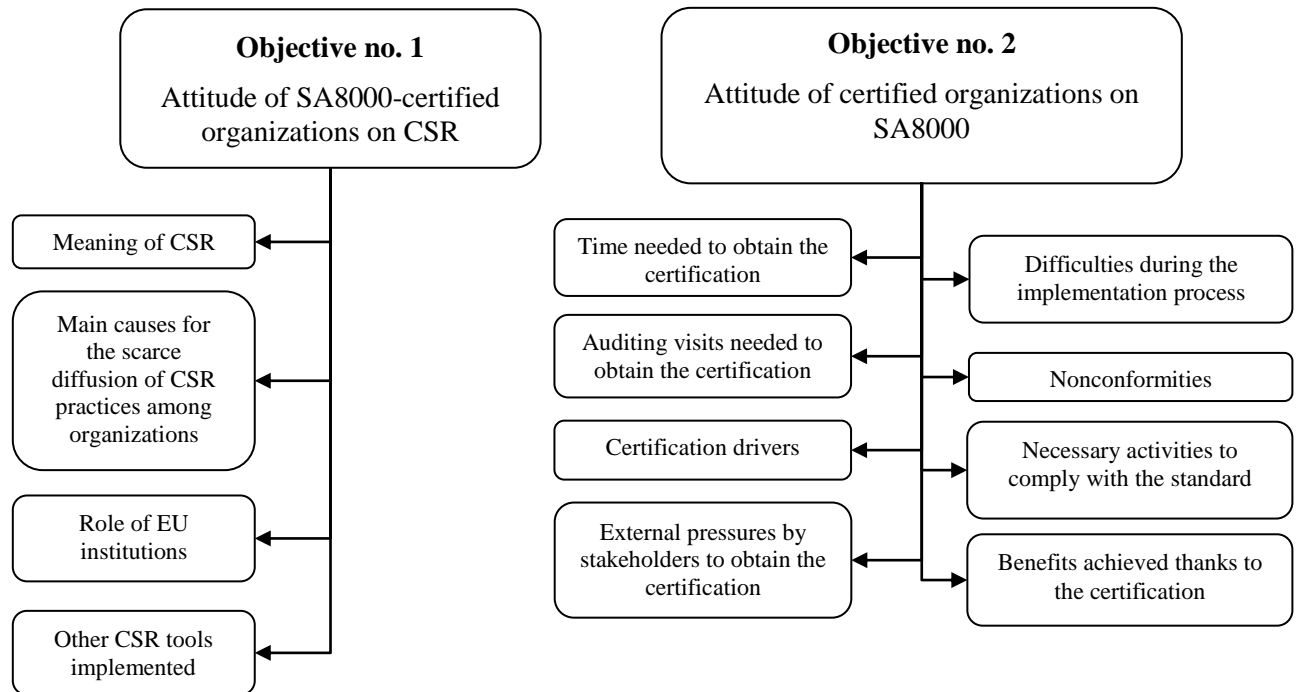 Objective no. 1
Attitude of SA8000-certified
organizations on CSR
Meaning of CSR
Main causes for
the scarce
diffusion of CSR
practices among
organizations
Role of EU
institutions
Other CSR tools
implemented
Objective no. 2
Attitude of certified organizations on
SA8000
Time needed to obtain the
certification
Auditing visits needed to
obtain the certification
Certification drivers
External pressures by
stakeholders to obtain the
certification
Difficulties during the
implementation process
Nonconformities
Necessary activities to
comply with the standard
Benefits achieved thanks to
the certification